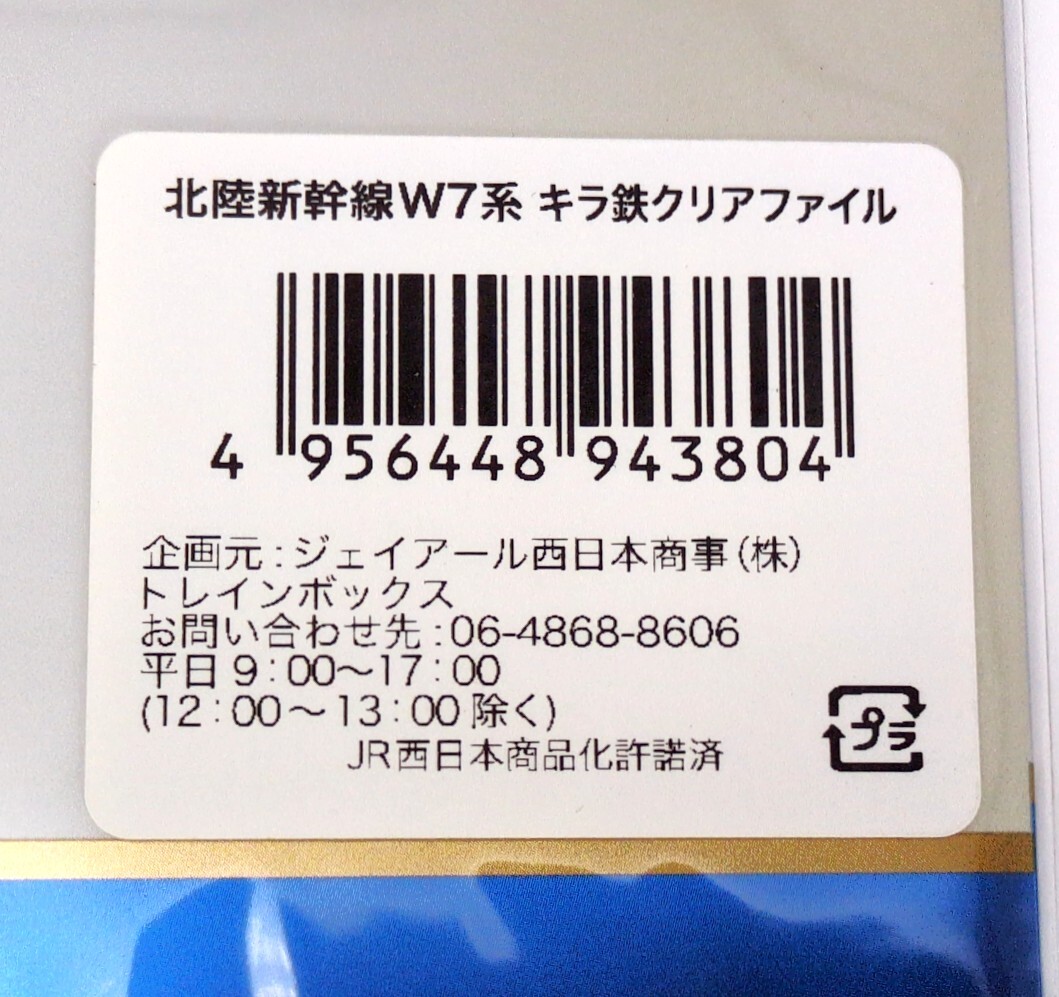 北陸新幹線W7系 キラ鉄クリアファイル
4 956448 943804
企画元:ジェイアール西日本商事(株)
トレインボックス
お問い合わせ先:06-4868-8606
平日9:00～17:00
(12:00～13:00除く)
JR西日本商品化許諾済
プラ